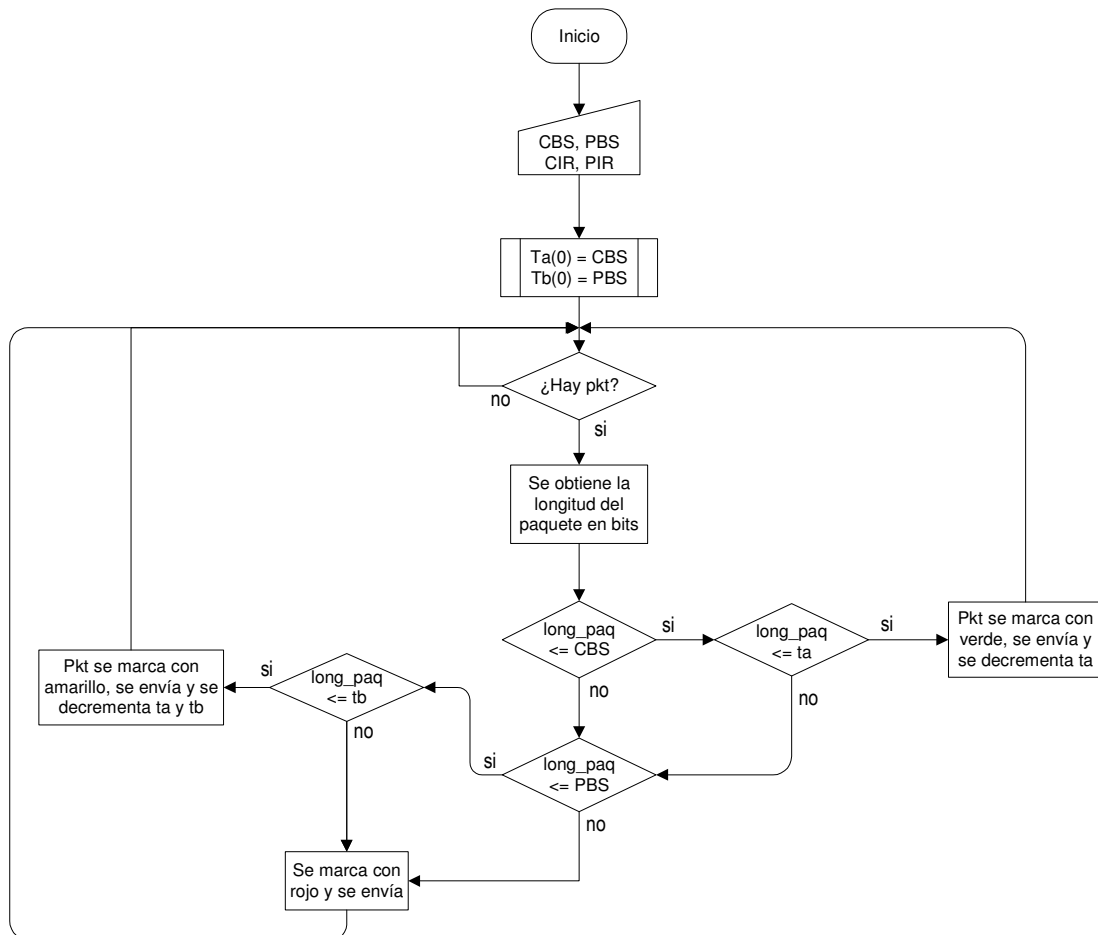 Inicio
CBS, PBS
CIR, PIR
Ta(0) = CBS
Tb(0) = PBS
¿Hay pkt?
no
si
Se obtiene la
longitud del
paquete en bits
long_paq
<= CBS
si
no
long_paq
<= ta
si
no
Pkt se marca con
verde, se envía y
se decrementa ta
Pkt se marca con
amarillo, se envía y se
decrementa ta y tb
si
long_paq
<= tb
no
si
long_paq
<= PBS
no
Se marca con
rojo y se envía